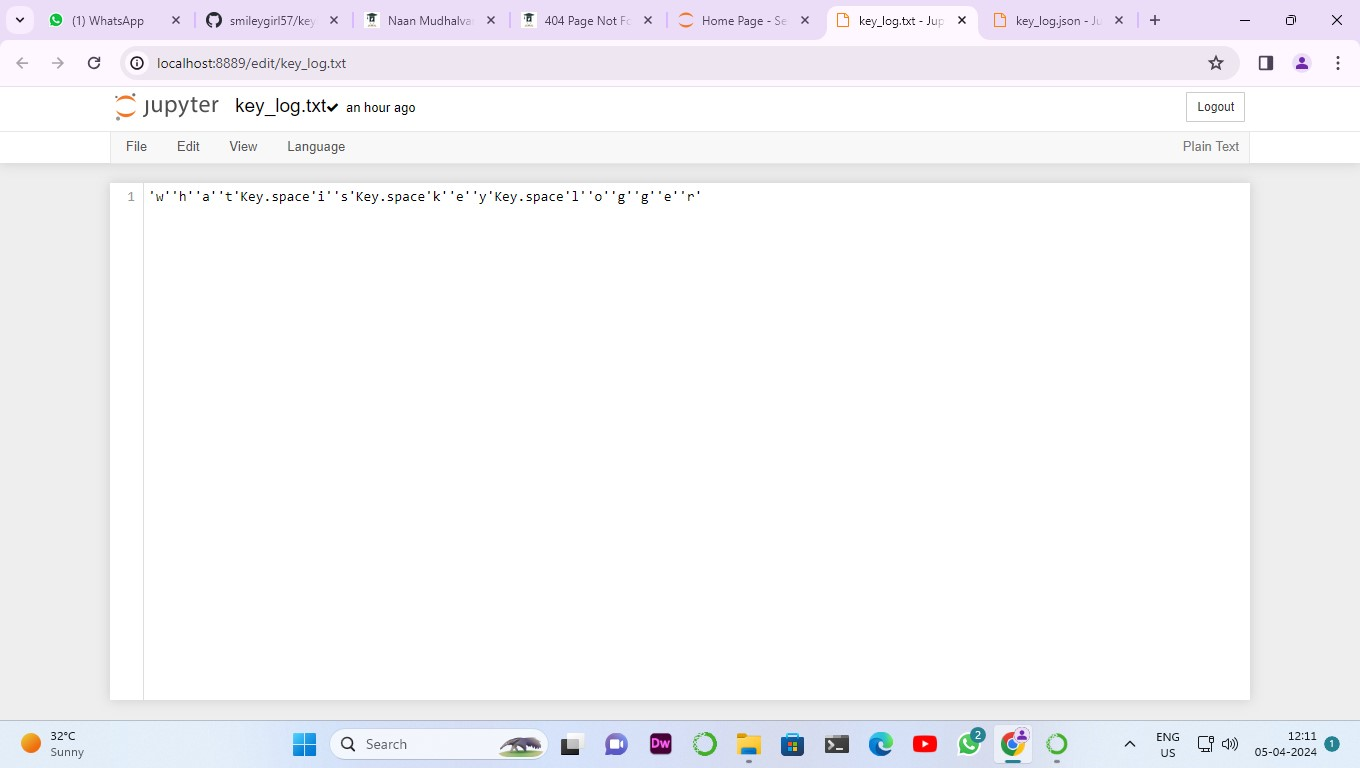 (1) WhatsApp
smileygirl57/key
Naan Mudhalva
404 Page Not Fo
Home Page - Se
key_log.txt - Jup
key_log.json - Ju
localhost:8889/edit/key_log.txt
jupyter key_log.txt✔ an hour ago
Logout
File Edit View Language
Plain Text
1 'w''h''a''t'Key.space'i''s'Key.space'k''e''y'Key.space'l''o''g''g''e''r'
32°C
Sunny
Search
Dw
2
ENG
US
12:11
05-04-2024
1